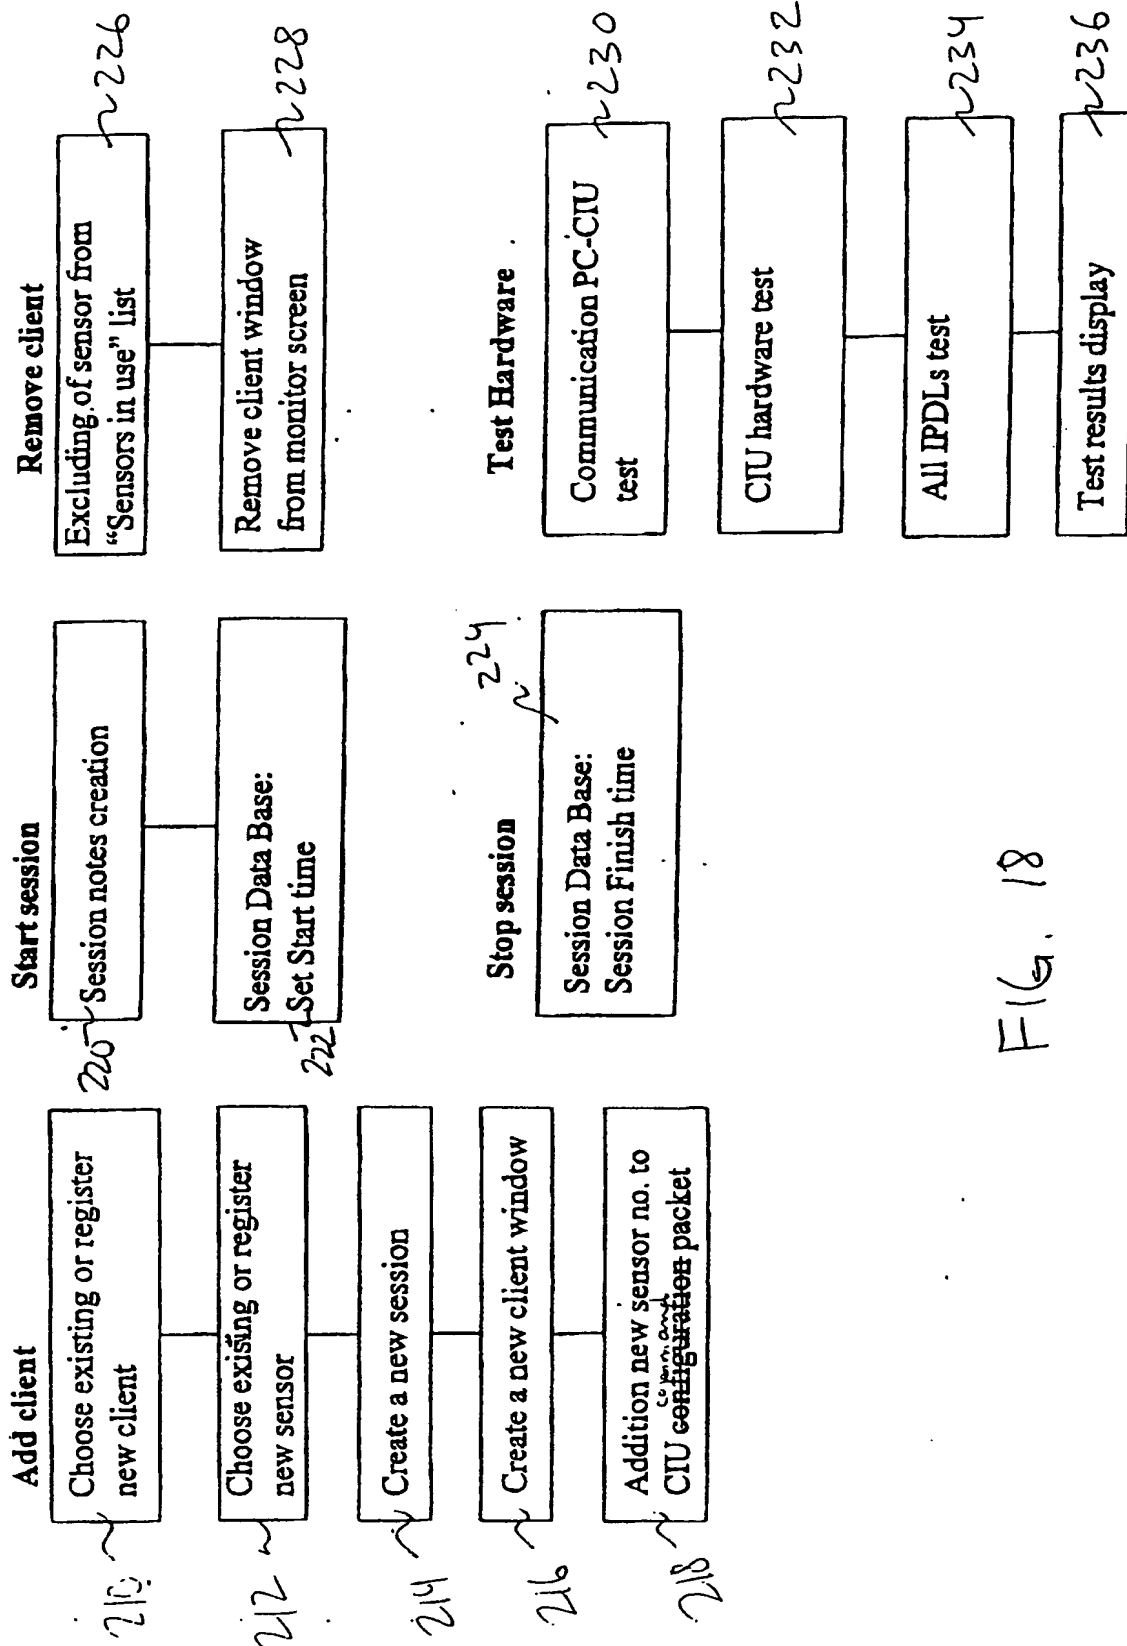 Add client
210
Choose existing or register
new client
212
Choose existing or register
new sensor
214
Create a new session
216
Create a new client window
218
Addition new sensor no. to
command
CIU configuration packet
Start session
220
Session notes creation
222
Session Data Base:
Set Start time
Stop session
224
Session Data Base:
Session Finish time
Remove client
226
Excluding of sensor from
“Sensors in use” list
228
Remove client window
from monitor screen
Test Hardware
230
Communication PC-CIU
test
232
CIU hardware test
234
All IPDLs test
236
Test results display
FIG. 18